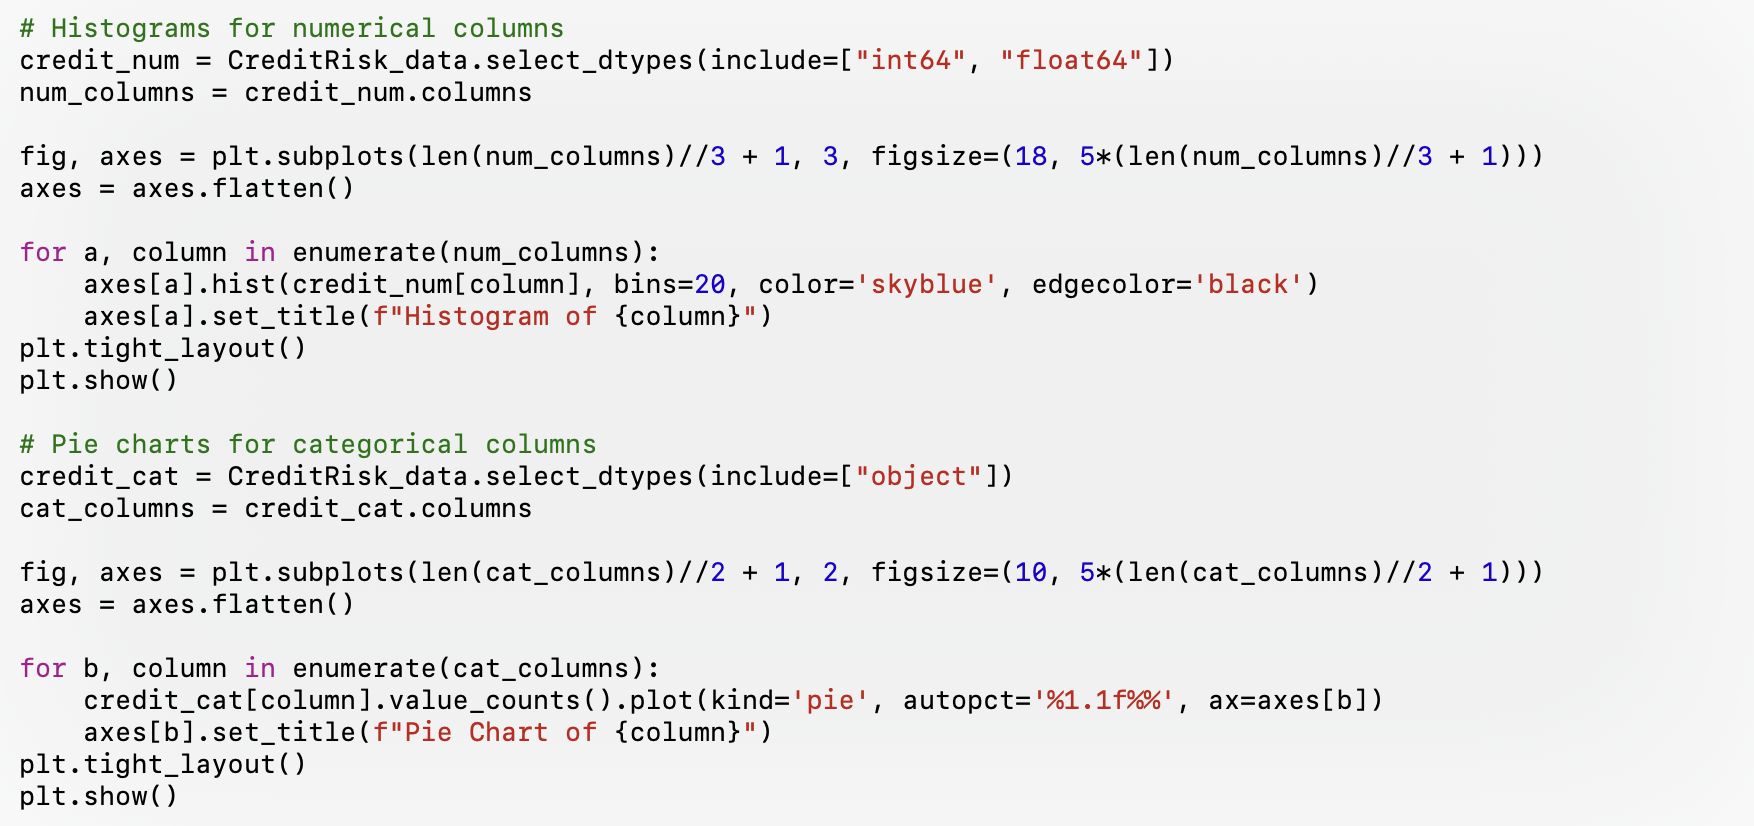 # Histograms for numerical columns
credit_num = CreditRisk_data.select_dtypes(include=["int64", "float64"])
num_columns = credit_num.columns

fig, axes = plt.subplots(len(num_columns)//3 + 1, 3, figsize=(18, 5*(len(num_columns)//3 + 1)))
axes = axes.flatten()

for a, column in enumerate(num_columns):
    axes[a].hist(credit_num[column], bins=20, color='skyblue', edgecolor='black')
    axes[a].set_title(f"Histogram of {column}")
plt.tight_layout()
plt.show()

# Pie charts for categorical columns
credit_cat = CreditRisk_data.select_dtypes(include=["object"])
cat_columns = credit_cat.columns

fig, axes = plt.subplots(len(cat_columns)//2 + 1, 2, figsize=(10, 5*(len(cat_columns)//2 + 1)))
axes = axes.flatten()

for b, column in enumerate(cat_columns):
    credit_cat[column].value_counts().plot(kind='pie', autopct='%1.1f%%', ax=axes[b])
    axes[b].set_title(f"Pie Chart of {column}")
plt.tight_layout()
plt.show()